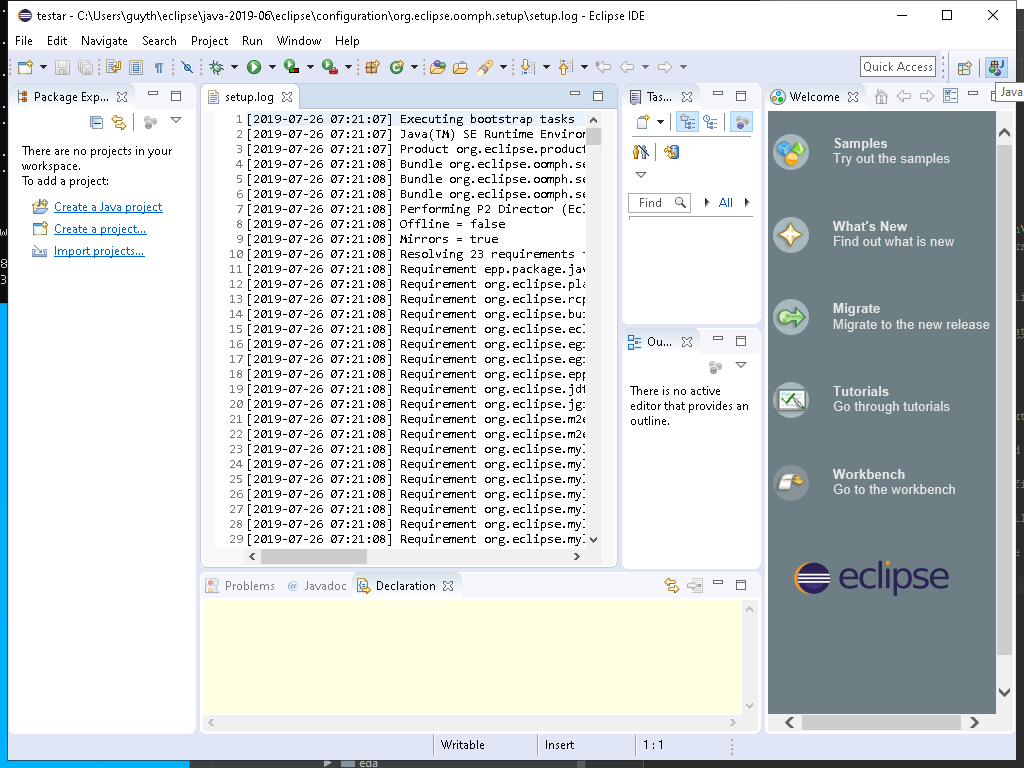 testar - C:\Users\guyth\eclipse\java-2019-06\eclipse\configuration\org.eclipse.oomph.setup\setup.log - Eclipse IDE
File Edit Navigate Search Project Run Window Help
Quick Access
Java
Package Exp...
There are no projects in your
workspace.
To add a project:
Create a Java project
Create a project...
Import projects...
setup.log
1 [2019-07-26 07:21:07] Executing bootstrap tasks
2 [2019-07-26 07:21:07] Java(TM) SE Runtime Environ
3 [2019-07-26 07:21:07] Product org.eclipse.product
4 [2019-07-26 07:21:08] Bundle org.eclipse.oomph.se
5 [2019-07-26 07:21:08] Bundle org.eclipse.oomph.se
6 [2019-07-26 07:21:08] Bundle org.eclipse.oomph.se
7 [2019-07-26 07:21:08] Performing P2 Director (Ecl
8 [2019-07-26 07:21:08] Offline = false
9 [2019-07-26 07:21:08] Mirrors = true
10 [2019-07-26 07:21:08] Resolving 23 requirements
11 [2019-07-26 07:21:08] Requirement epp.package.jav
12 [2019-07-26 07:21:08] Requirement org.eclipse.pla
13 [2019-07-26 07:21:08] Requirement org.eclipse.rcp
14 [2019-07-26 07:21:08] Requirement org.eclipse.bui
15 [2019-07-26 07:21:08] Requirement org.eclipse.ecl
16 [2019-07-26 07:21:08] Requirement org.eclipse.egi
17 [2019-07-26 07:21:08] Requirement org.eclipse.egi
18 [2019-07-26 07:21:08] Requirement org.eclipse.epp
19 [2019-07-26 07:21:08] Requirement org.eclipse.jdt
20 [2019-07-26 07:21:08] Requirement org.eclipse.jgi
21 [2019-07-26 07:21:08] Requirement org.eclipse.m2e
22 [2019-07-26 07:21:08] Requirement org.eclipse.m2e
23 [2019-07-26 07:21:08] Requirement org.eclipse.myl
24 [2019-07-26 07:21:08] Requirement org.eclipse.myl
25 [2019-07-26 07:21:08] Requirement org.eclipse.myl
26 [2019-07-26 07:21:08] Requirement org.eclipse.myl
27 [2019-07-26 07:21:08] Requirement org.eclipse.myl
28 [2019-07-26 07:21:08] Requirement org.eclipse.myl
29 [2019-07-26 07:21:08] Requirement org.eclipse.myl
Tas...
Find
All
Ou...
There is no active
editor that provides an
outline.
Welcome
Samples
Try out the samples
What's New
Find out what is new
Migrate
Migrate to the new release
Tutorials
Go through tutorials
Workbench
Go to the workbench
eclipse
Problems @ Javadoc Declaration
Writable Insert 1 : 1
eda